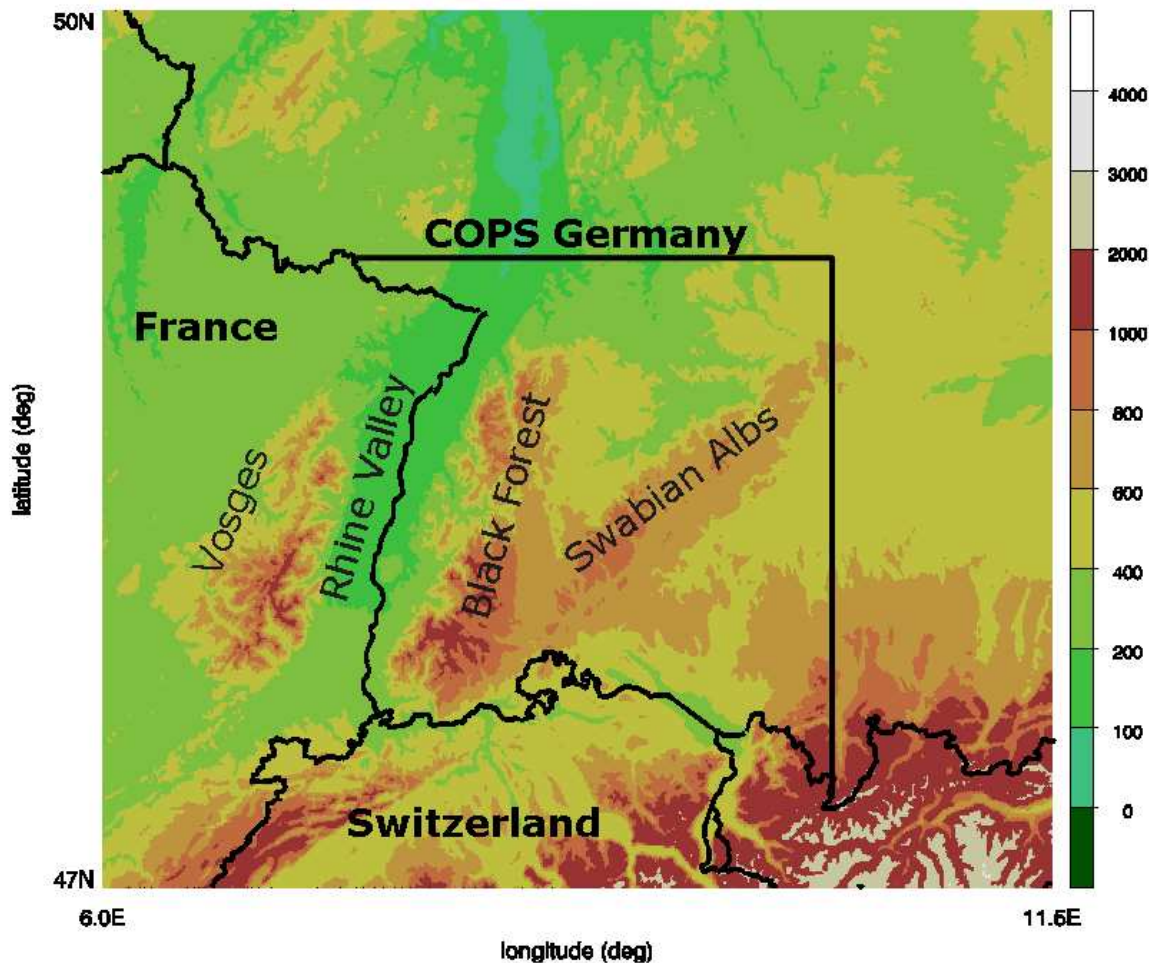 50N
COPS Germany
France
Vosges
Rhine Valley
Black Forest
Swabian Albs
Switzerland
47N
6.0E
11.5E
latitude (deg)
longitude (deg)
4000
3000
2000
1000
800
600
400
200
100
0